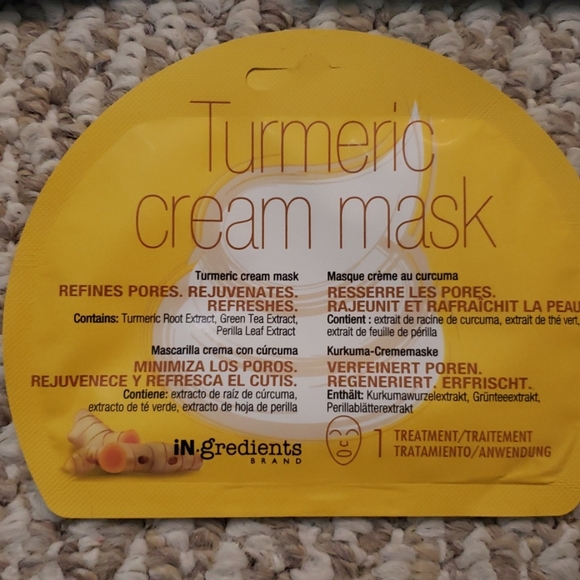 Turmeric
cream mask
Turmeric cream mask
REFINES PORES. REJUVENATES.
REFRESHES.
Contains: Turmeric Root Extract, Green Tea Extract,
Perilla Leaf Extract
Masque crème au curcuma
RESSERRE LES PORES.
RAJEUNIT ET RAFRAÎCHIT LA PEAU
Contient : extrait de racine de curcuma, extrait de thé vert,
extrait de feuille de périlla
Mascarilla crema con cúrcuma
MINIMIZA LOS POROS.
REJUVENECE Y REFRESCA EL CUTIS.
Contiene: extracto de raíz de cúrcuma,
extracto de té verde, extracto de hoja de perilla
Kurkuma-Crememaske
VERFEINERT POREN.
REGENERIERT. ERFRISCHT.
Enthält: Kurkumawurzelextrakt, Grünteeextrakt,
Perillablätterextrakt
iN.gredients
BRAND
1 TREATMENT/TRAITEMENT
TRATAMIENTO/ANWENDUNG